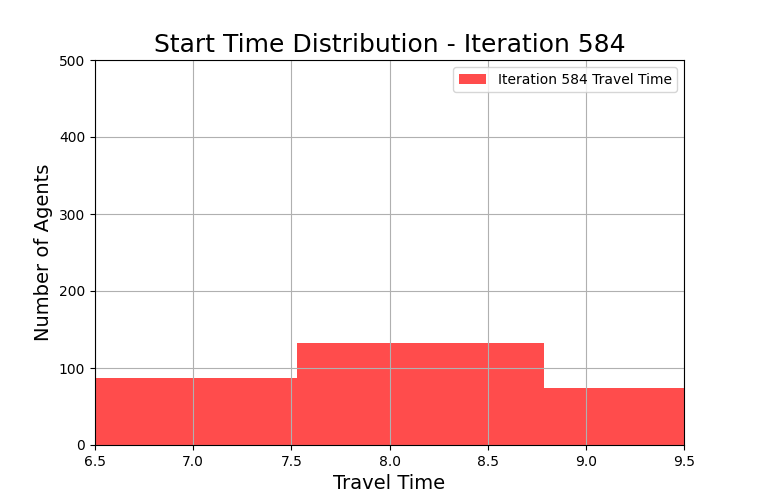 Start Time Distribution - Iteration 584
Iteration 584 Travel Time
Number of Agents
500
400
300
200
100
0
6.5 7.0 7.5 8.0 8.5 9.0 9.5
Travel Time